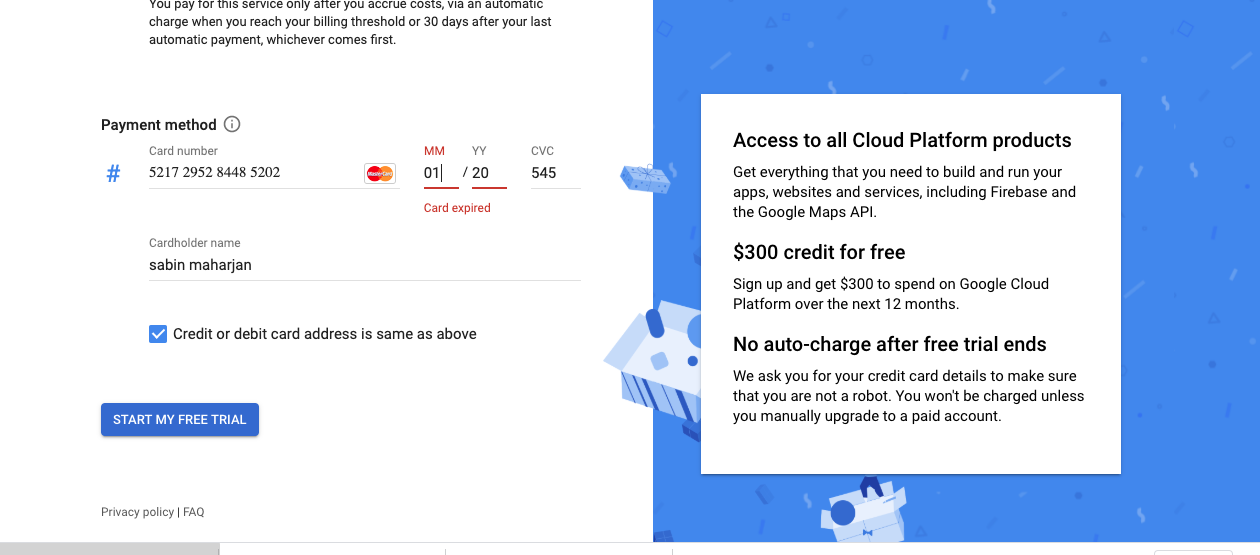 You pay for this service only after you accrue costs, via an automatic
charge when you reach your billing threshold or 30 days after your last
automatic payment, whichever comes first.
Payment method
Card number
MM
YY
CVC
#
5217 2952 8448 5202
MasterCard
01 / 20
545
Card expired
Cardholder name
sabin maharjan
Credit or debit card address is same as above
START MY FREE TRIAL
Privacy policy | FAQ
Access to all Cloud Platform products
Get everything that you need to build and run your
apps, websites and services, including Firebase and
the Google Maps API.
$300 credit for free
Sign up and get $300 to spend on Google Cloud
Platform over the next 12 months.
No auto-charge after free trial ends
We ask you for your credit card details to make sure
that you are not a robot. You won't be charged unless
you manually upgrade to a paid account.